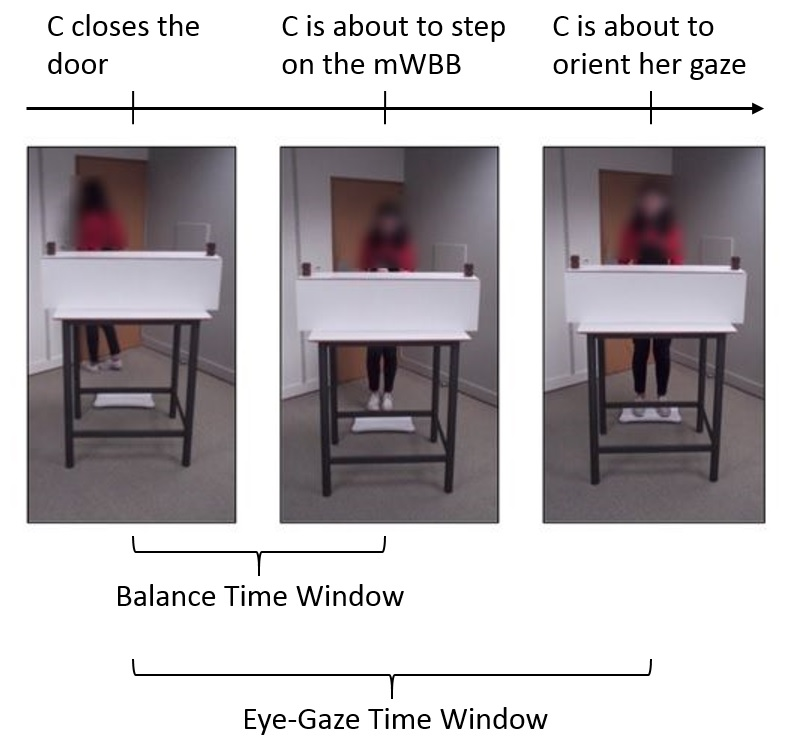 C closes the
door
C is about to step
on the mWBB
C is about to
orient her gaze
Balance Time Window
Eye-Gaze Time Window